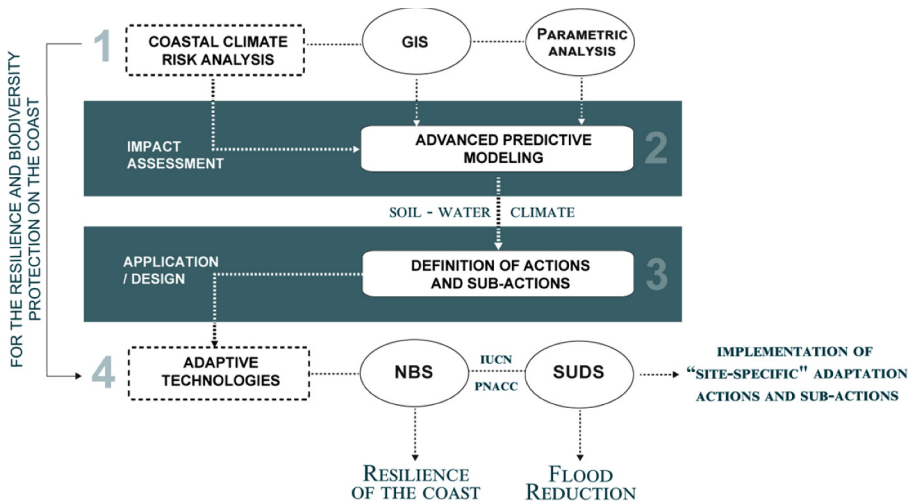 FOR THE RESILIENCE AND BIODIVERSITY
PROTECTION ON THE COAST
1
COASTAL CLIMATE
RISK ANALYSIS
GIS
PARAMETRIC
ANALYSIS
IMPACT
ASSESSMENT
ADVANCED PREDICTIVE
MODELING
2
SOIL - WATER
CLIMATE
APPLICATION
/ DESIGN
DEFINITION OF ACTIONS
AND SUB-ACTIONS
3
4
ADAPTIVE
TECHNOLOGIES
NBS
IUCN
PNACC
SUDS
IMPLEMENTATION OF
“SITE-SPECIFIC" ADAPTATION
ACTIONS AND SUB-ACTIONS
RESILIENCE
OF THE COAST
FLOOD
REDUCTION